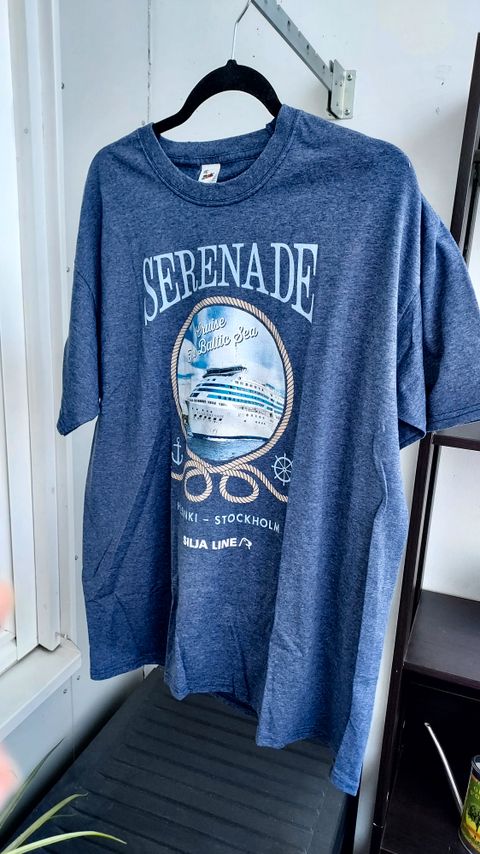 SERENADE
Cruise
Baltic Sea
STOCKHOLM
SILJA LINE